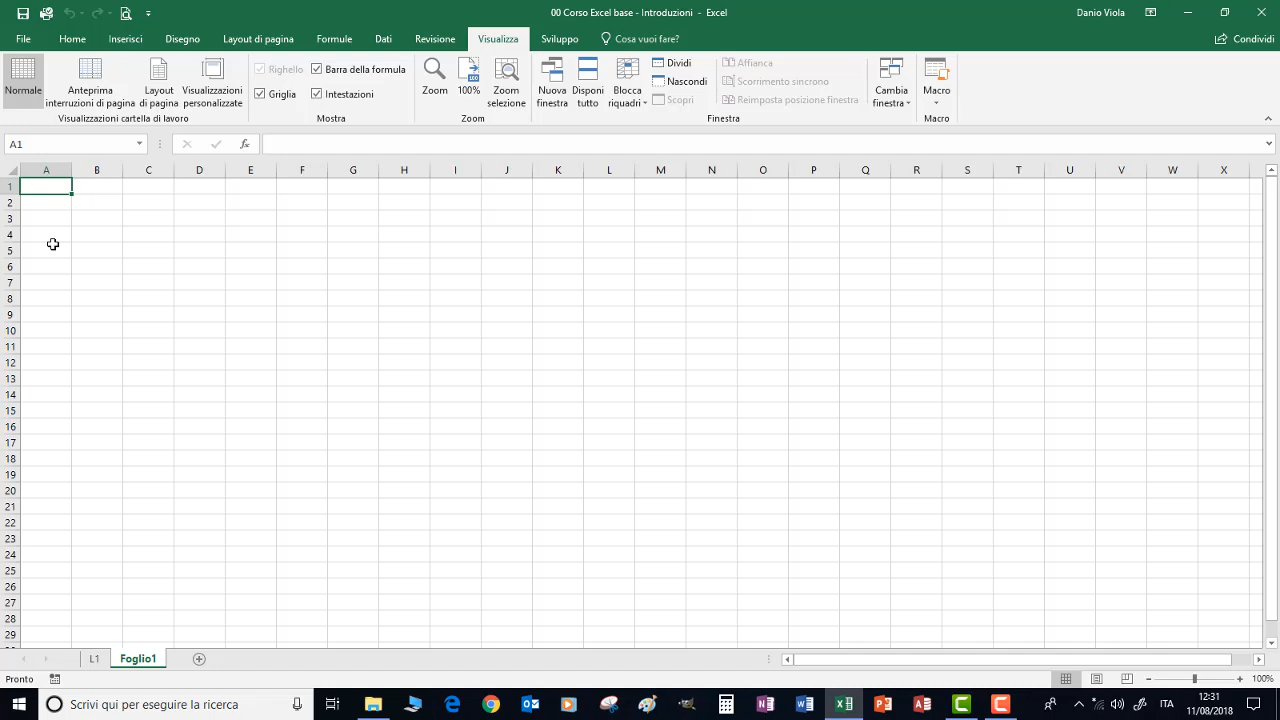 00 Corso Excel base - Introduzioni - Excel
Danio Viola
File Home Inserisci Disegno Layout di pagina Formule Dati Revisione Visualizza Sviluppo Cosa vuoi fare? Condividi
Normale
Anteprima interruzioni di pagina
Layout di pagina
Visualizzazioni personalizzate
Visualizzazioni cartella di lavoro
Righello
Barra della formula
Griglia
Intestazioni
Mostra
Zoom
100
100%
Zoom selezione
Zoom
Nuova finestra
Disponi tutto
Blocca riquadri
Dividi
Nascondi
Scopri
Affianca
Scorrimento sincrono
Reimposta posizione finestra
Cambia finestra
Finestra
Macro
Macro
A1
fx
A B C D E F G H I J K L M N O P Q R S T U V W X
1
2
3
4
5
6
7
8
9
10
11
12
13
14
15
16
17
18
19
20
21
22
23
24
25
26
27
28
29
L1 Foglio1
Pronto
100%
Scrivi qui per eseguire la ricerca
ITA
12:31
11/08/2018